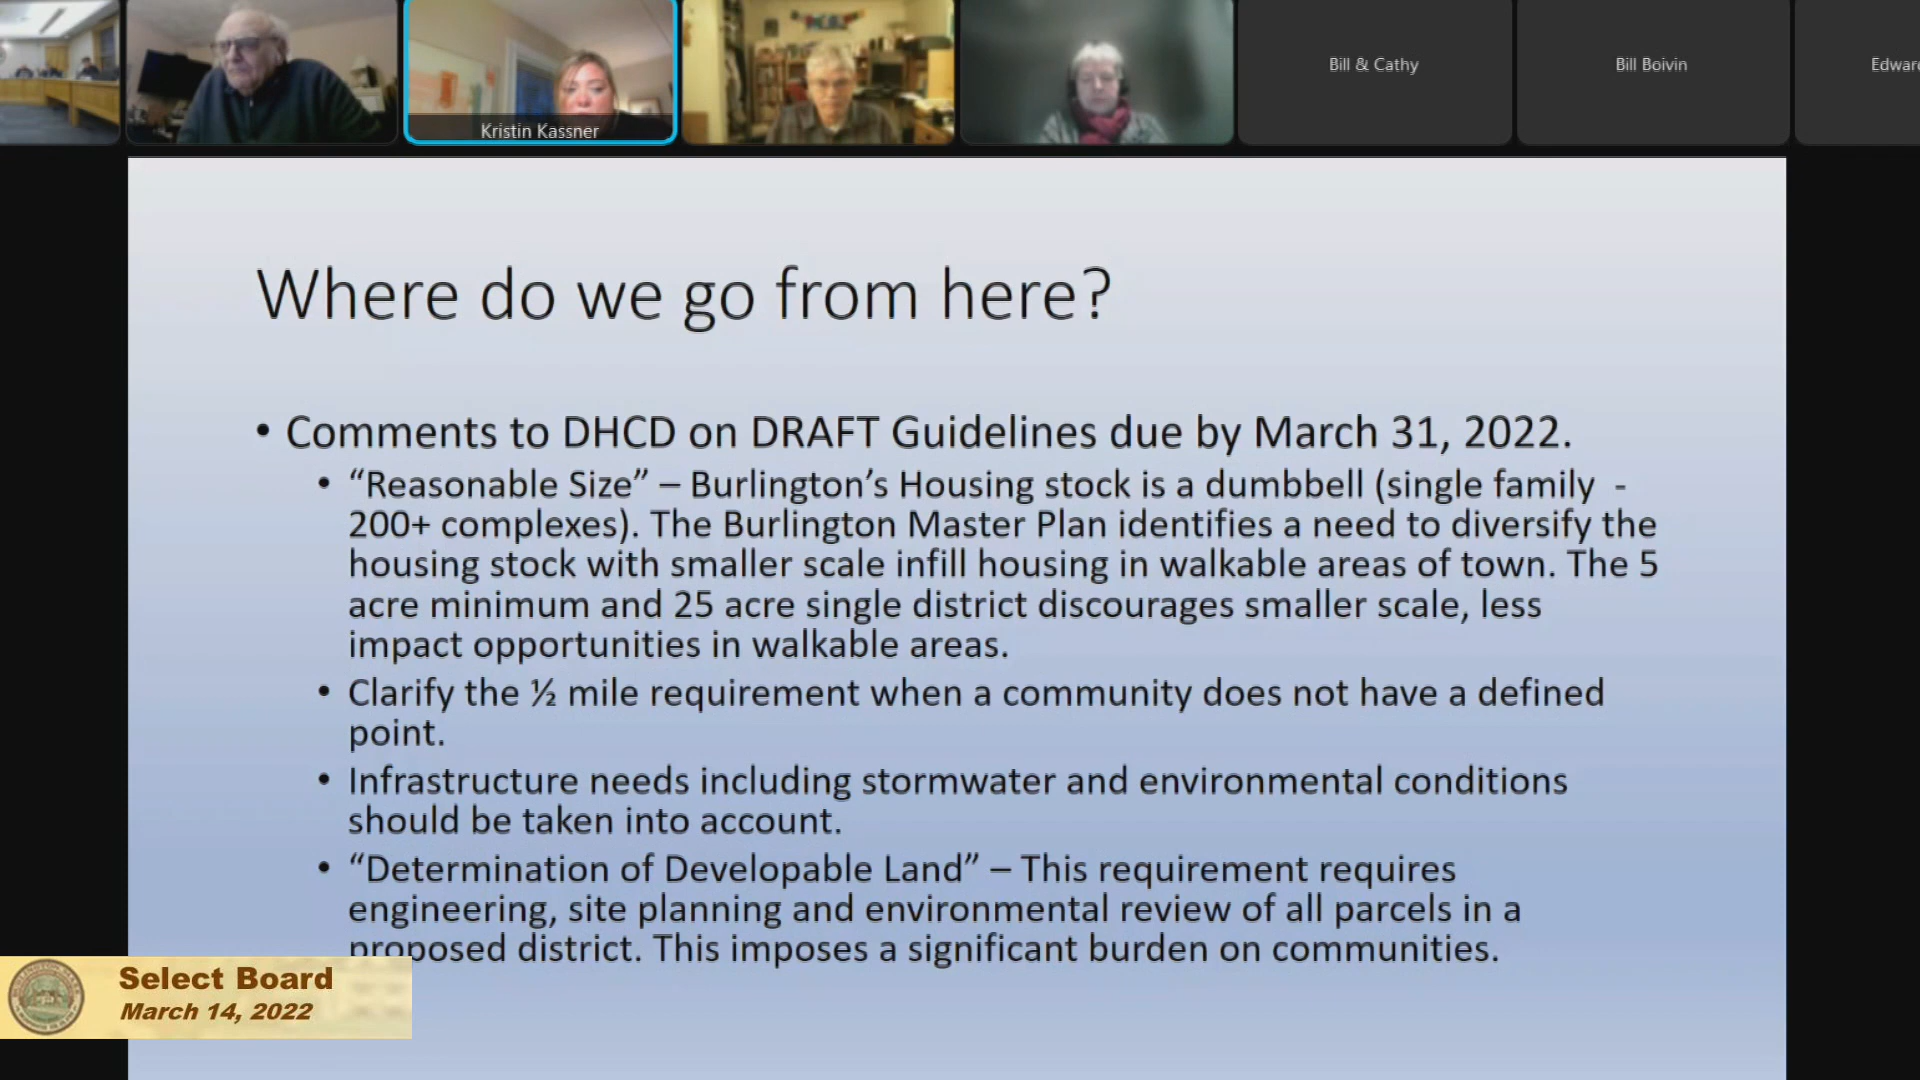 Kristin Kassner
Bill & Cathy
Bill Boivin
Edward
Where do we go from here?
• Comments to DHCD on DRAFT Guidelines due by March 31, 2022.
• “Reasonable Size” – Burlington’s Housing stock is a dumbbell (single family -
200+ complexes). The Burlington Master Plan identifies a need to diversify the
housing stock with smaller scale infill housing in walkable areas of town. The 5
acre minimum and 25 acre single district discourages smaller scale, less
impact opportunities in walkable areas.
• Clarify the ½ mile requirement when a community does not have a defined
point.
• Infrastructure needs including stormwater and environmental conditions
should be taken into account.
• “Determination of Developable Land” – This requirement requires
engineering, site planning and environmental review of all parcels in a
proposed district. This imposes a significant burden on communities.
Select Board
March 14, 2022